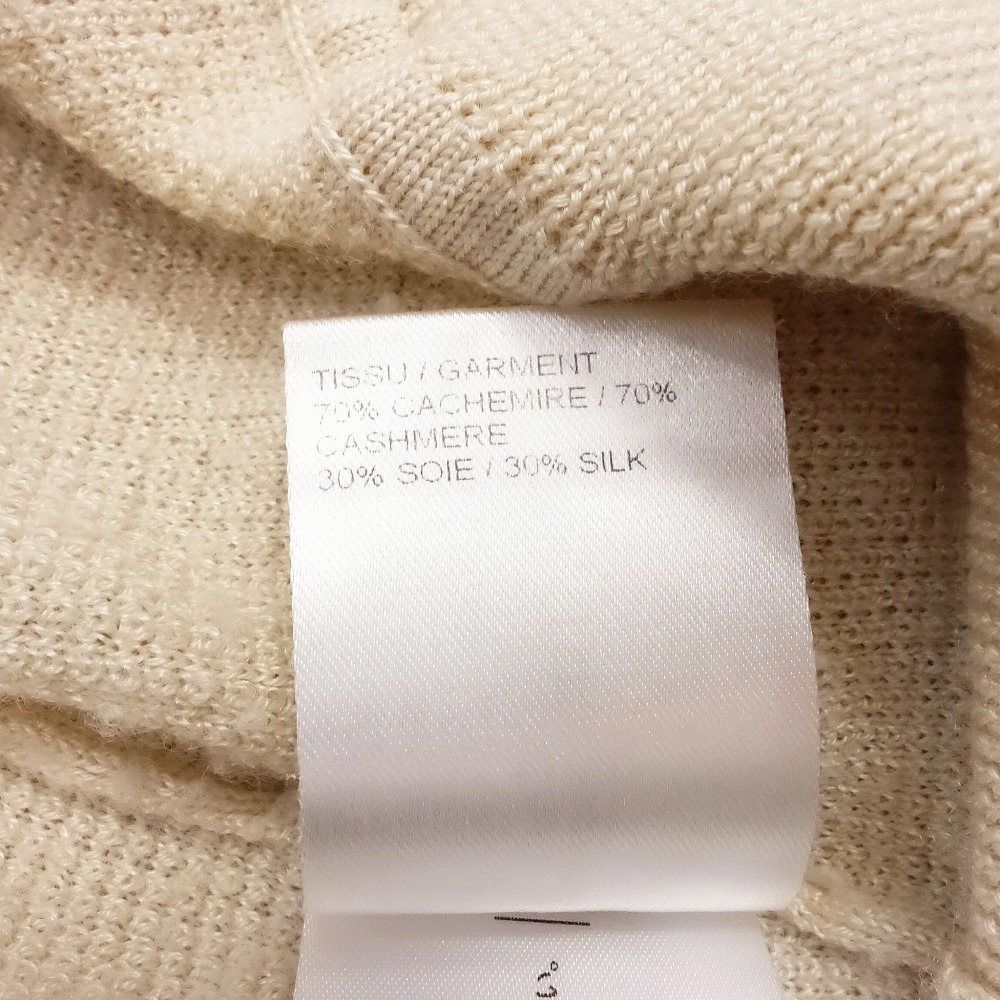 TISSU / GARMENT
70% CACHEMIRE / 70%
CASHMERE
30% SOIE / 30% SILK